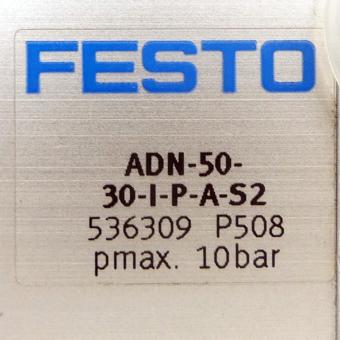 FESTO
ADN-50-
30-I-P-A-S2
536309 P508
pmax. 10bar